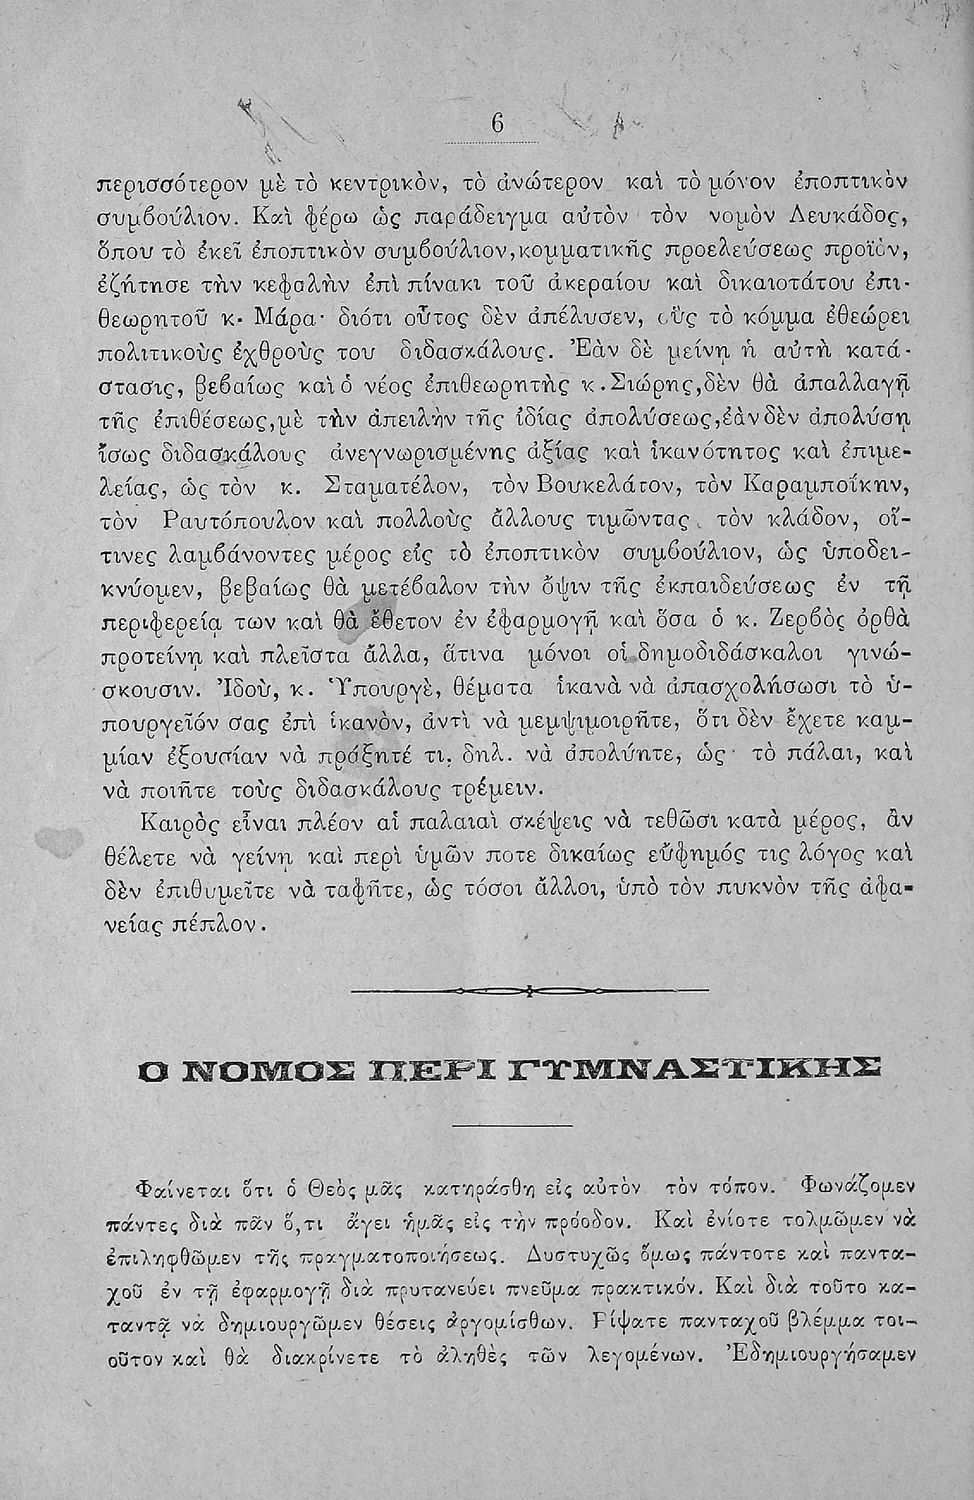 6
περισσότερον μὲ τὸ κεντρικὸν, τὸ ἀνώτερον καὶ τὸ μόνον ἐποπτικὸν
συμβούλιον. Καὶ φέρω ὡς παράδειγμα αὐτὸν τὸν νομὸν Λευκάδος,
ὅπου τὸ ἐκεῖ ἐποπτικὸν συμβούλιον, κομματικῆς προελεύσεως προϊὸν,
ἐζήτησε τὴν κεφαλὴν ἐπὶ πίνακι τοῦ ἀκεραίου καὶ δικαιοτάτου ἐπι-
θεωρητοῦ κ. Μάρα· διότι οὗτος δὲν ἀπέλυσεν, οὓς τὸ κόμμα ἐθεώρει
πολιτικοὺς ἐχθροὺς του διδασκάλους. Ἐὰν δὲ μείνῃ ἡ αὐτὴ κατά-
στασις, βεβαίως καὶ ὁ νέος ἐπιθεωρητὴς κ. Σιώρης, δὲν θὰ ἀπαλλαγῇ
τῆς ἐπιθέσεως, μὲ τὴν ἀπειλὴν τῆς ἰδίας ἀπολύσεως, ἐὰν δὲν ἀπολύσῃ
ἴσως διδασκάλους ἀνεγνωρισμένης ἀξίας καὶ ἱκανότητος καὶ ἐπιμε-
λείας, ὡς τὸν κ. Σταματέλον, τὸν Βουκελάτον, τὸν Καραμποΐκην,
τὸν Ραυτόπουλον καὶ πολλοὺς ἄλλους τιμῶντας τὸν κλάδον, οἵ-
τινες λαμβάνοντες μέρος εἰς τὸ ἐποπτικὸν συμβούλιον, ὡς ὑποδει-
κνύομεν, βεβαίως θὰ μετέβαλον τὴν ὄψιν τῆς ἐκπαιδεύσεως ἐν τῇ
περιφερείᾳ των καὶ θὰ ἔθετον ἐν ἐφαρμογῇ καὶ ὅσα ὁ κ. Ζερβὸς ὀρθὰ
προτείνῃ καὶ πλεῖστα ἄλλα, ἅτινα μόνοι οἱ δημοδιδάσκαλοι γινώ-
σκουσιν. Ἰδοὺ, κ. Ὑπουργὲ, θέματα ἱκανὰ νὰ ἀπασχολήσωσι τὸ ὑ-
πουργεῖόν σας ἐπὶ ἱκανὸν, ἀντὶ νὰ μεμψιμοιρῆτε, ὅτι δὲν ἔχετε καμ-
μίαν ἐξουσίαν νὰ πράξητέ τι, δηλ. νὰ ἀπολύητε, ὡς τὸ πάλαι, καὶ
νὰ ποιῆτε τοὺς διδασκάλους τρέμειν.
Καιρὸς εἶναι πλέον αἱ παλαιαὶ σκέψεις νὰ τεθῶσι κατὰ μέρος, ἂν
θέλετε νὰ γείνῃ καὶ περὶ ὑμῶν ποτε δικαίως εὔφημός τις λόγος καὶ
δὲν ἐπιθυμεῖτε νὰ ταφῆτε, ὡς τόσοι ἄλλοι, ὑπὸ τὸν πυκνὸν τῆς ἀφα-
νείας πέπλον.
Ο ΝΟΜΟΣ ΠΕΡΙ ΓΥΜΝΑΣΤΙΚΗΣ
Φαίνεται ὅτι ὁ Θεὸς μᾶς κατηράσθη εἰς αὐτὸν τὸν τόπον. Φωνάζομεν
πάντες διὰ πᾶν ὅ,τι ἄγει ἡμᾶς εἰς τὴν πρόοδον. Καὶ ἐνίοτε τολμῶμεν νὰ
ἐπιληφθῶμεν τῆς πραγματοποιήσεως. Δυστυχῶς ὅμως πάντοτε καὶ παντα-
χοῦ ἐν τῇ ἐφαρμογῇ διὰ πρυτανεύει πνεῦμα πρακτικόν. Καὶ διὰ τοῦτο κα-
ταντᾷ νὰ δημιουργῶμεν θέσεις ἀργομίσθων. Ρίψατε πανταχοῦ βλέμμα τοι-
οῦτον καὶ θὰ διακρίνετε τὸ ἀληθὲς τῶν λεγομένων. Ἐδημιουργήσαμεν